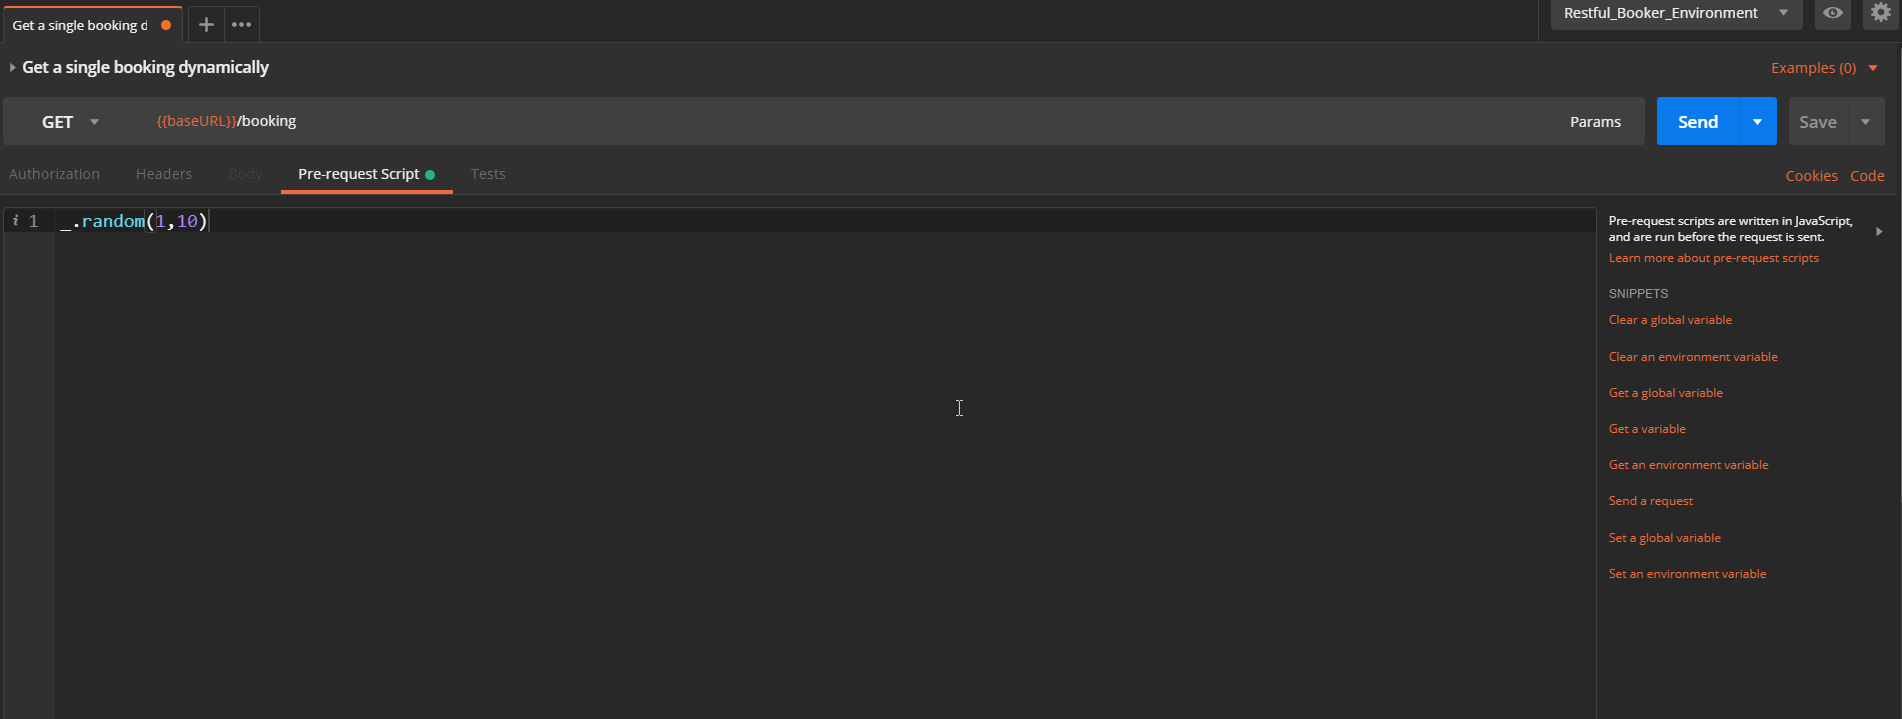 Get a single booking d
Restful_Booker_Environment
Get a single booking dynamically
Examples (0)
GET
{{baseURL}}/booking
Params
Send
Save
Authorization
Headers
Body
Pre-request Script
Tests
Cookies
Code
i 1
_.random(1,10)
Pre-request scripts are written in JavaScript,
and are run before the request is sent.
Learn more about pre-request scripts
SNIPPETS
Clear a global variable
Clear an environment variable
Get a global variable
Get a variable
Get an environment variable
Send a request
Set a global variable
Set an environment variable